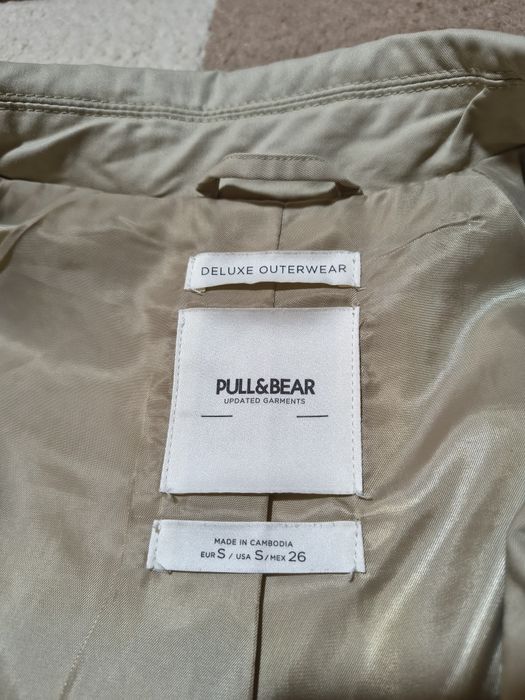 DELUXE OUTERWEAR
PULL&BEAR
UPDATED GARMENTS
MADE IN CAMBODIA
EUR S / USA S / MEX 26